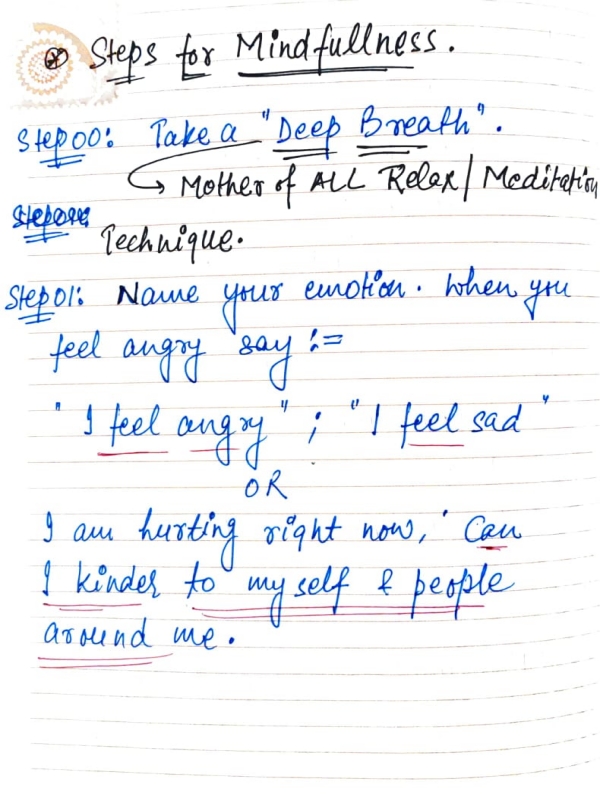 Steps for Mindfullness.
Step 00: Take a "Deep Breath".
Mother of ALL Relax / Meditation
Technique.
Step 01: Name your emotion. When you
feel angry say :=
"I feel angry" ; "I feel sad"
OR
I am hurting right now, ' Can
I kinder to my self & people
around me.